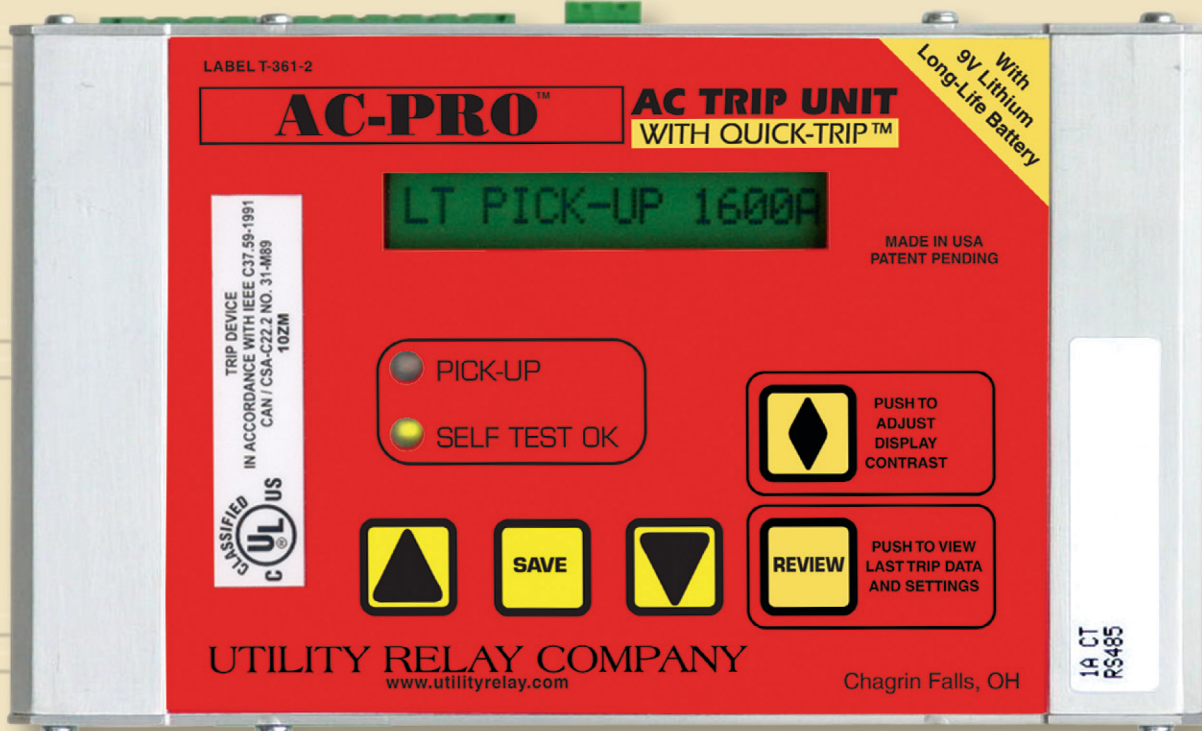 LABEL T-361-2
AC-PRO™
AC TRIP UNIT
WITH QUICK-TRIP™
With
9V Lithium
Long-Life Battery
LT PICK-UP 1600A
MADE IN USA
PATENT PENDING
TRIP DEVICE
IN ACCORDANCE WITH IEEE C37.59-1991
CAN / CSA-C22.2 NO. 31-M89
10ZM
CLASSIFIED
C UL® US
PICK-UP
SELF TEST OK
PUSH TO
ADJUST
DISPLAY
CONTRAST
SAVE
REVIEW
PUSH TO VIEW
LAST TRIP DATA
AND SETTINGS
UTILITY RELAY COMPANY
www.utilityrelay.com
Chagrin Falls, OH
1A CT
RS485